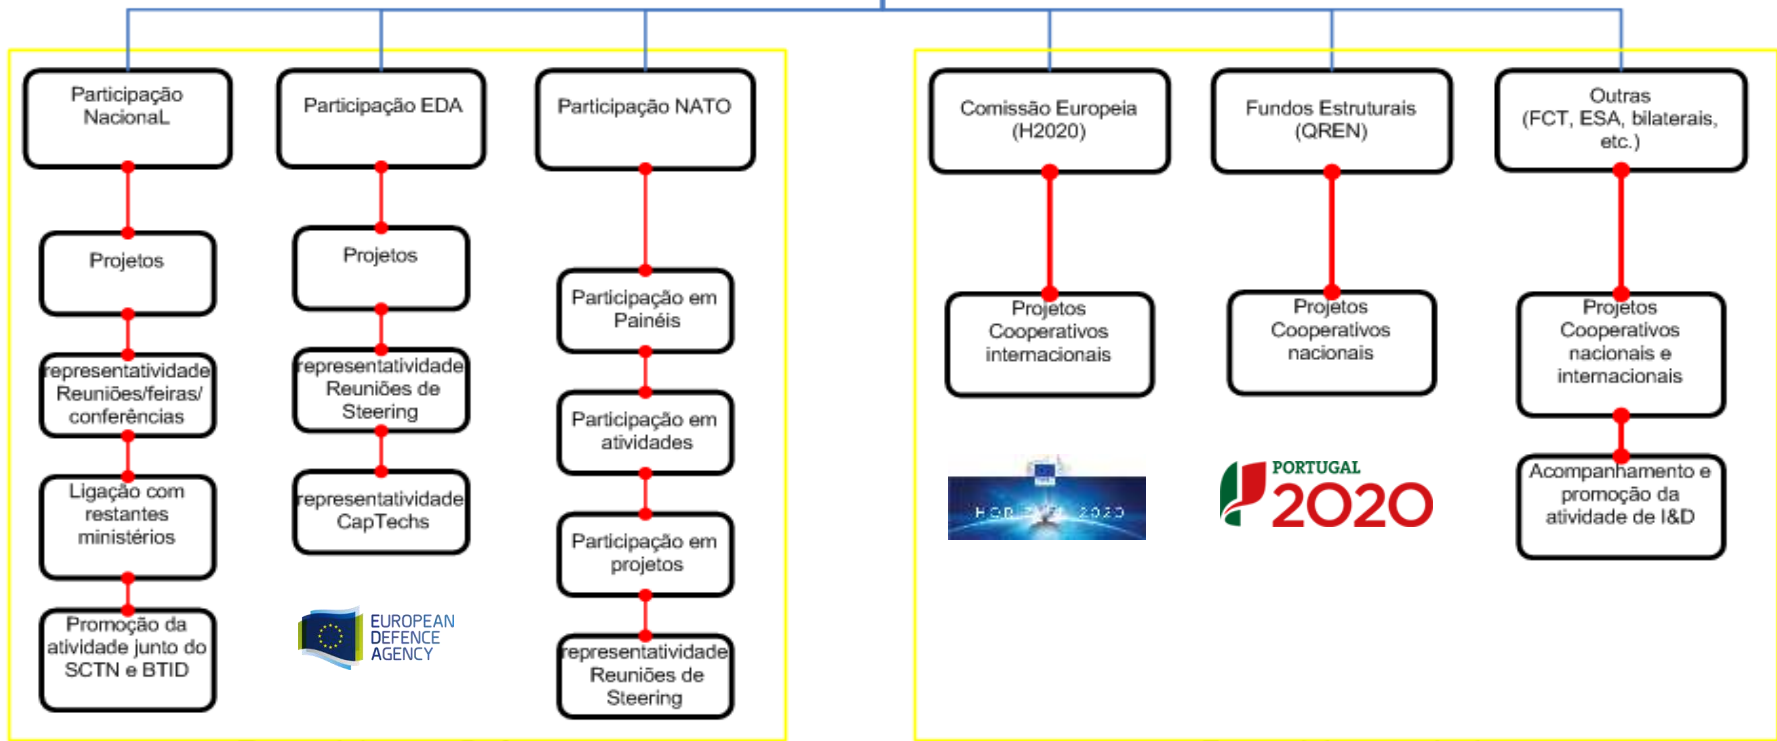 Participação
NacionaL
Projetos
representatividade
Reuniões/feiras/
conferências
Ligação com
restantes
ministérios
Promoção da
atividade junto do
SCTN e BTID
Participação EDA
Projetos
representatividade
Reuniões de
Steering
representatividade
CapTechs
EUROPEAN
DEFENCE
AGENCY
Participação NATO
Participação em
Painéis
Participação em
atividades
Participação em
projetos
representatividade
Reuniões de
Steering
Comissão Europeia
(H2020)
Projetos
Cooperativos
internacionais
HORIZON 2020
Fundos Estruturais
(QREN)
Projetos
Cooperativos
nacionais
PORTUGAL
2020
Outras
(FCT, ESA, bilaterais,
etc.)
Projetos
Cooperativos
nacionais e
internacionais
Acompanhamento e
promoção da
atividade de I&D